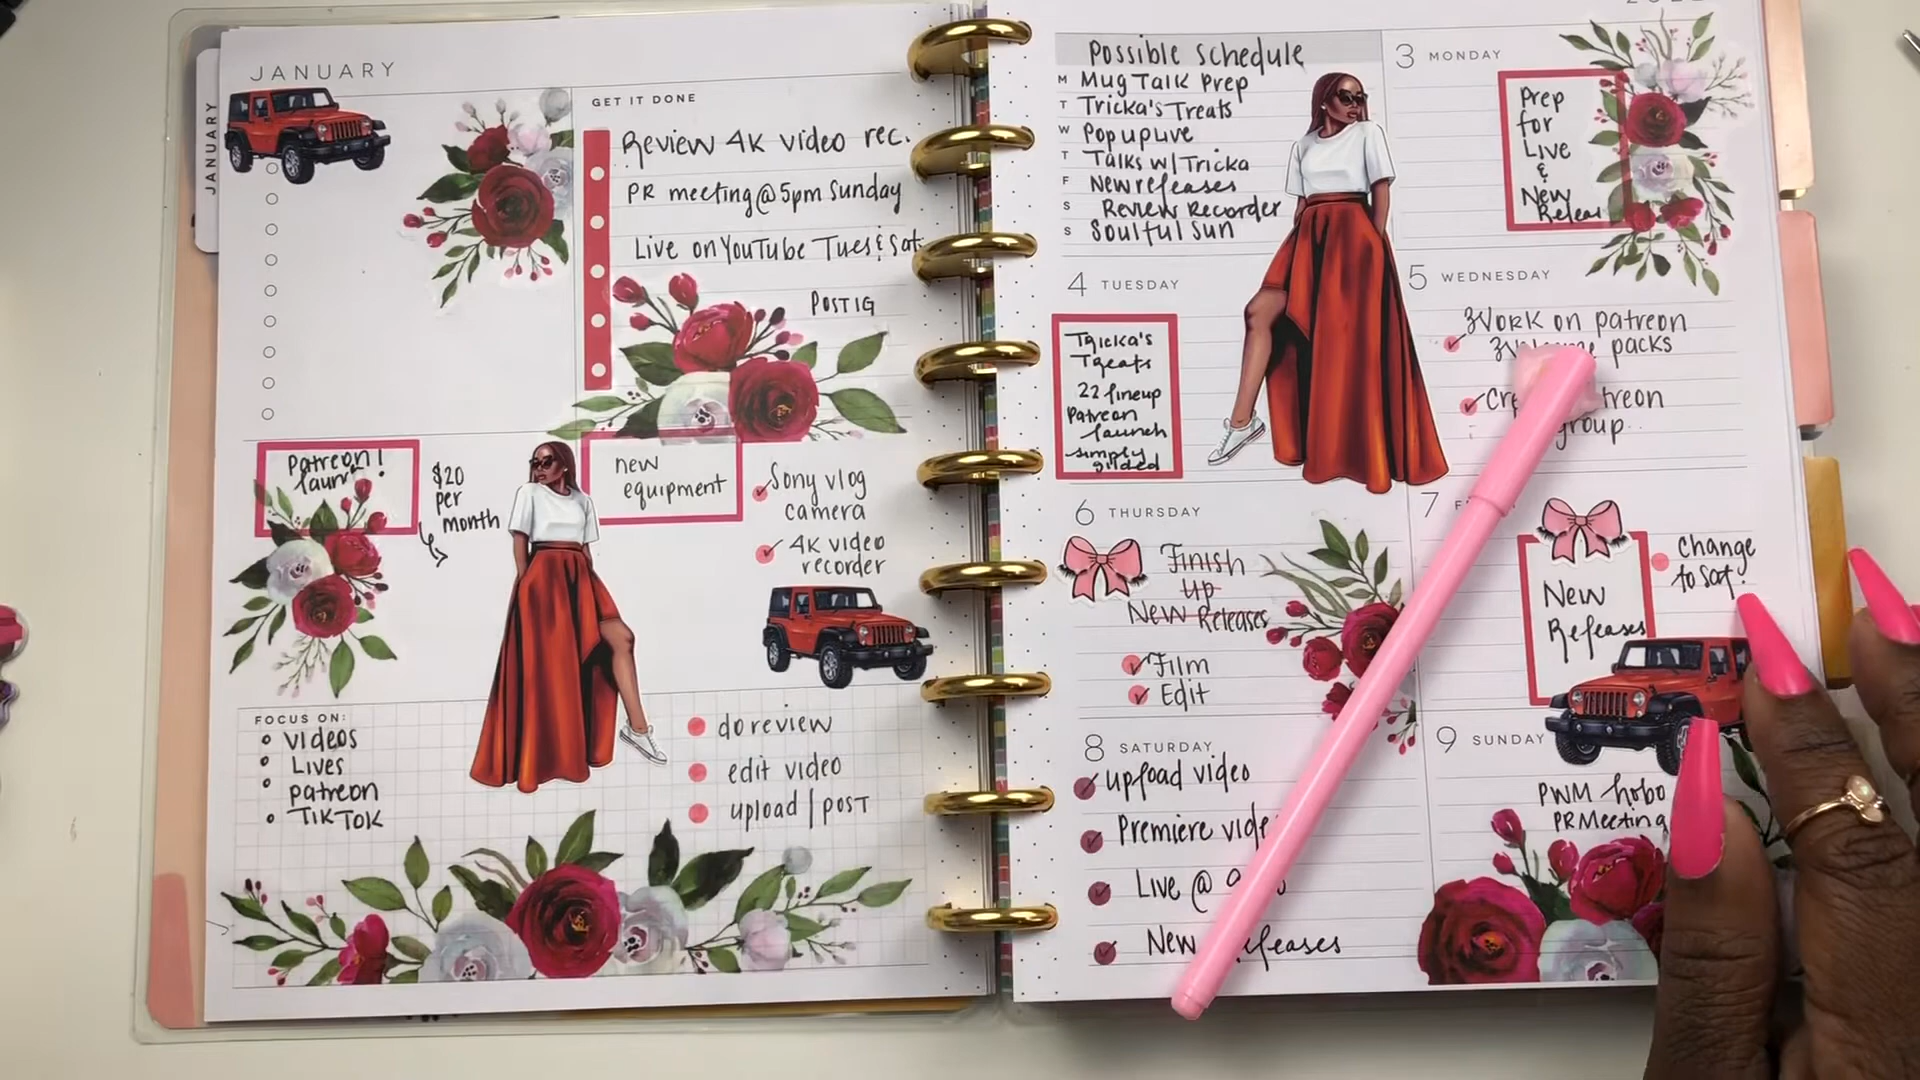 JANUARY
JANUARY
GET IT DONE
Review 4K video rec.
PR meeting@5pm Sunday
Live on YouTube Tues & Sat
Post IG
Patreon
launch!
$20
per
month
new
equipment
Sony vlog
camera
4K video
recorder
FOCUS ON:
Videos
Lives
patreon
TikTOK
do review
edit video
upload/post
Possible Schedule
M Mug Talk Prep
T Tricka's Treats
W Pop up Live
T Talks w/Tricka
F New releases
S Review Recorder
S Soulful Sun
3 MONDAY
Prep
for
Live
&
New
4 TUESDAY
Tricka's
Treats
22 lineup
Patreon
launch
simply
gilded
5 WEDNESDAY
Work on patreon
packs
group
6 THURSDAY
Finish
up
New Releases
Film
Edit
7
New
Releases
change
to sat!
8 SATURDAY
upload video
Premiere
Live @
New
9 SUNDAY
PWM hobo
PR Meeting